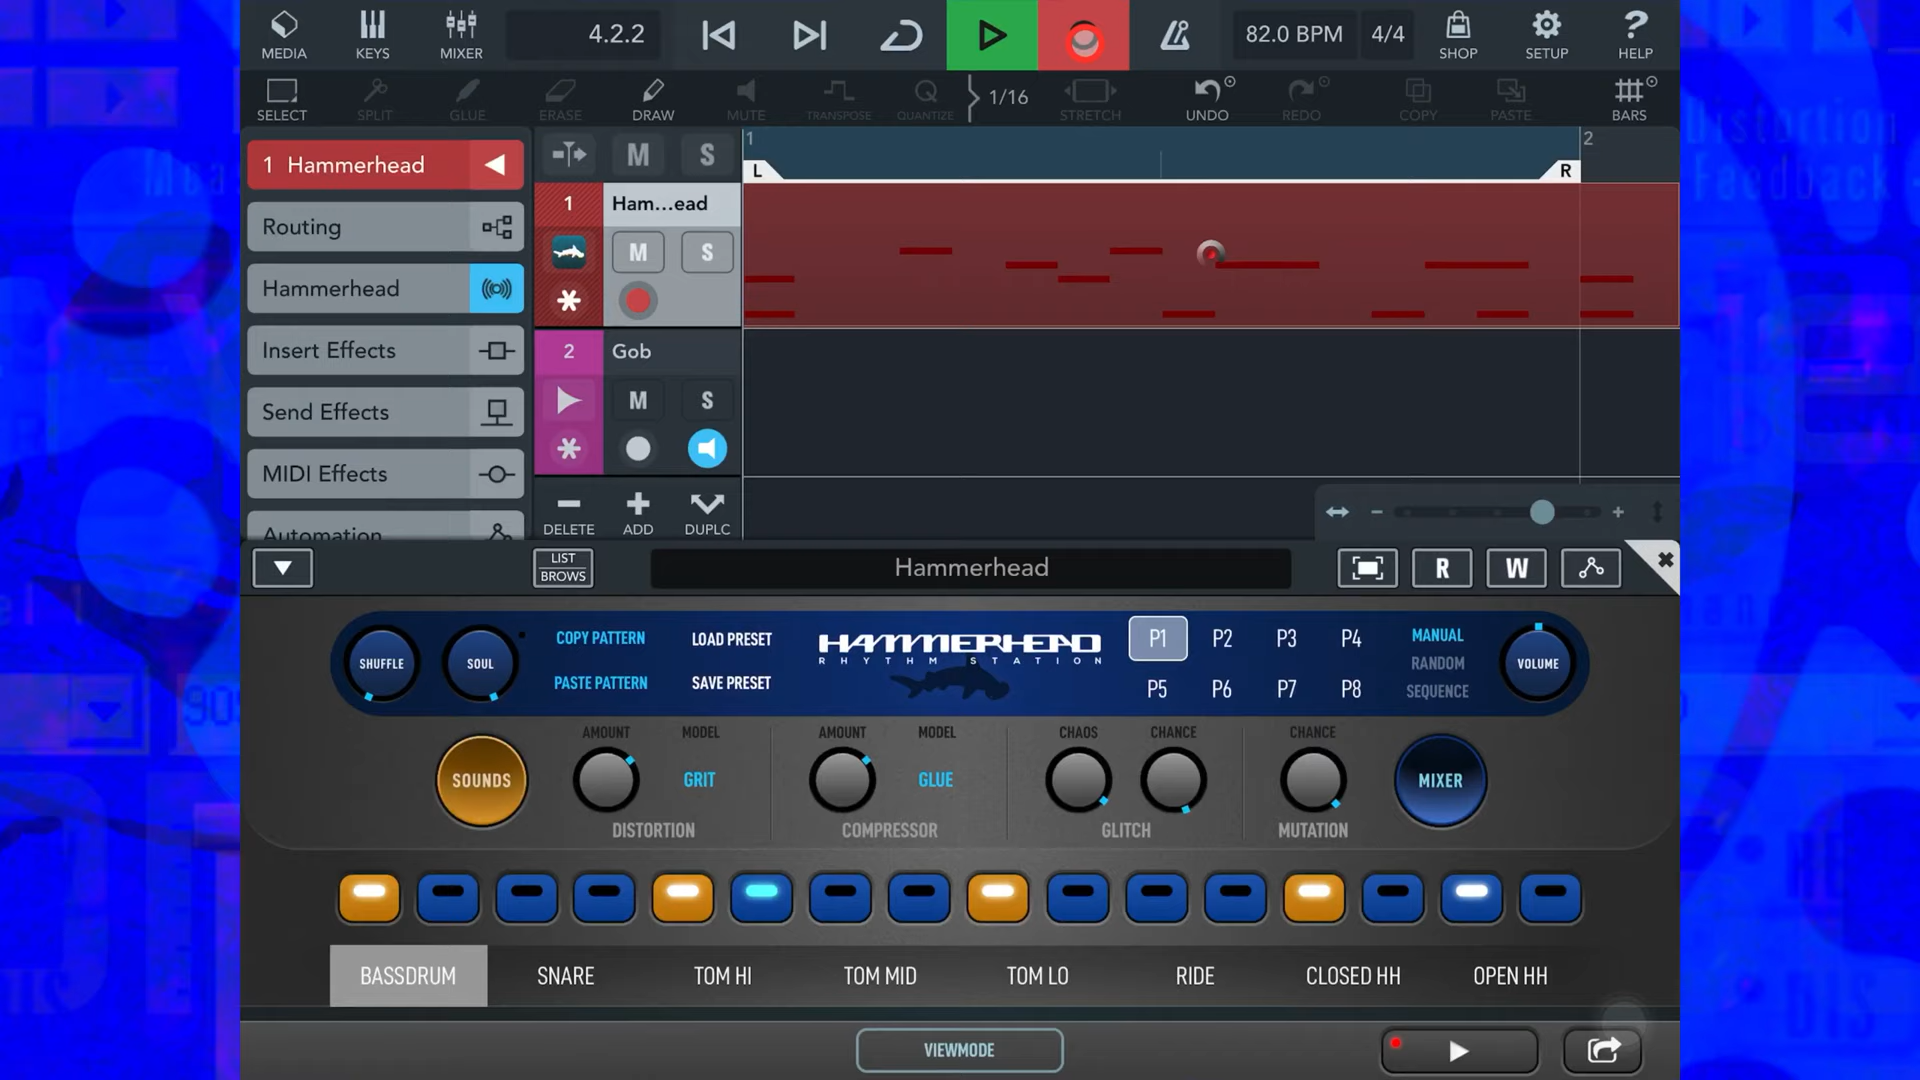 MEDIA
KEYS
MIXER
4.2.2
82.0 BPM
4/4
SHOP
SETUP
HELP
SELECT
SPLIT
GLUE
ERASE
DRAW
MUTE
TRANSPOSE
QUANTIZE
1/16
STRETCH
UNDO
REDO
COPY
PASTE
BARS
1 Hammerhead
Routing
Hammerhead
Insert Effects
Send Effects
MIDI Effects
Automation
M
S
1
2
L
R
1
Ham...ead
M
S
2
Gob
M
S
DELETE
ADD
DUPLC
LIST
BROWS
Hammerhead
R
W
SHUFFLE
SOUL
COPY PATTERN
LOAD PRESET
PASTE PATTERN
SAVE PRESET
HAMMERHEAD
RHYTHM STATION
P1
P2
P3
P4
P5
P6
P7
P8
MANUAL
RANDOM
SEQUENCE
VOLUME
SOUNDS
AMOUNT
MODEL
GRIT
DISTORTION
AMOUNT
MODEL
GLUE
COMPRESSOR
CHAOS
CHANCE
GLITCH
CHANCE
MUTATION
MIXER
BASSDRUM
SNARE
TOM HI
TOM MID
TOM LO
RIDE
CLOSED HH
OPEN HH
VIEWMODE
Distortion
Feedback